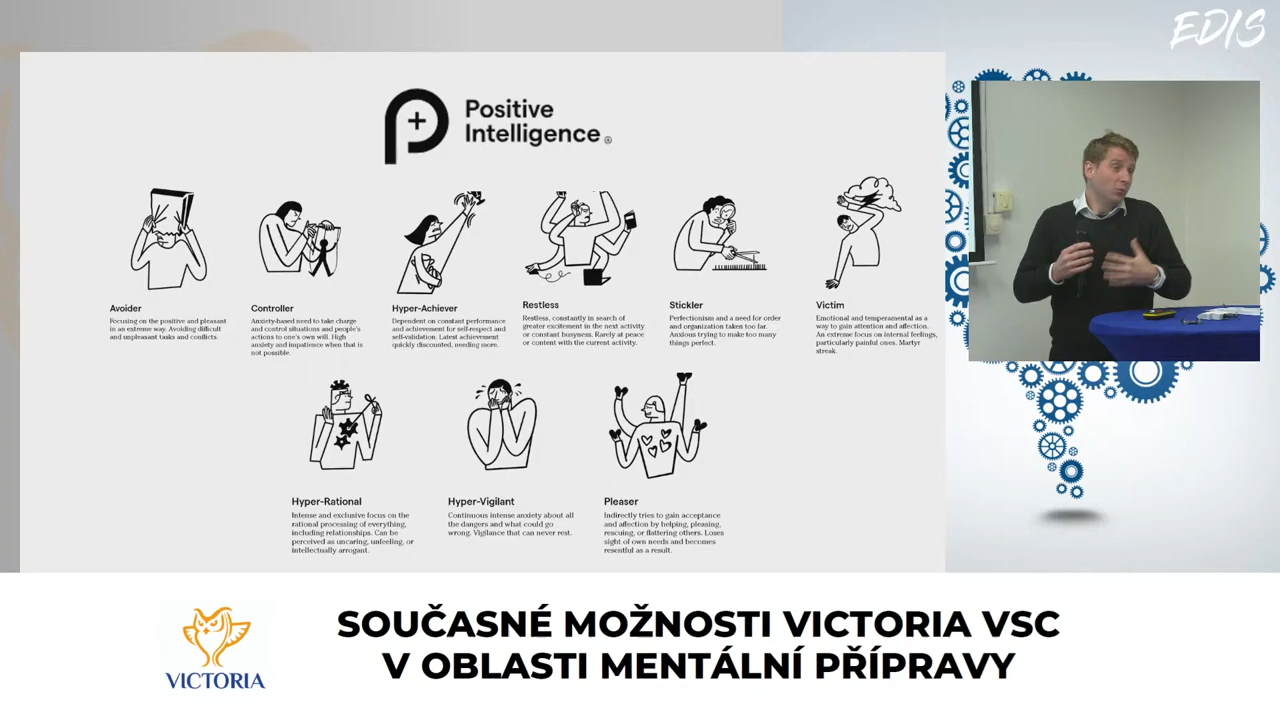 EDIS
Positive
Intelligence®
Avoider
Focusing on the positive and pleasant
in an extreme way. Avoiding difficult
and unpleasant tasks and conflicts.
Controller
Anxiety-based need to take charge
and control situations and people's
actions to one's own will. High
anxiety and impatience when that is
not possible.
Hyper-Achiever
Dependent on constant performance
and achievement for self-respect and
self-validation. Latest achievement
quickly discounted, needing more.
Restless
Restless, constantly in search of
greater excitement in the next activity
or constant busyness. Rarely at peace
or content with the current activity.
Stickler
Perfectionism and a need for order
and organization taken too far.
Anxious trying to make too many
things perfect.
Victim
Emotional and temperamental as a
way to gain attention and affection.
An extreme focus on internal feelings,
particularly painful ones. Martyr
streak.
Hyper-Rational
Intense and exclusive focus on the
rational processing of everything,
including relationships. Can be
perceived as uncaring, unfeeling, or
intellectually arrogant.
Hyper-Vigilant
Continuous intense anxiety about all
the dangers and what could go
wrong. Vigilance that can never rest.
Pleaser
Indirectly tries to gain acceptance
and affection by helping, pleasing,
rescuing, or flattering others. Loses
sight of own needs and becomes
resentful as a result.
VICTORIA
SOUČASNÉ MOŽNOSTI VICTORIA VSC
V OBLASTI MENTÁLNÍ PŘÍPRAVY